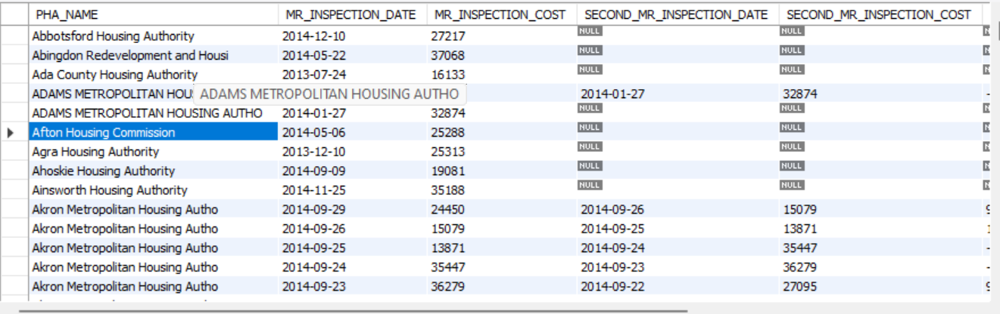 PHA_NAME MR_INSPECTION_DATE MR_INSPECTION_COST SECOND_MR_INSPECTION_DATE SECOND_MR_INSPECTION_COST
Abbotsford Housing Authority 2014-12-10 27217 NULL NULL
Abingdon Redevelopment and Housi 2014-05-22 37068 NULL NULL
Ada County Housing Authority 2013-07-24 16133 NULL NULL
ADAMS METROPOLITAN HOU ADAMS METROPOLITAN HOUSING AUTHO 2014-01-27 32874
ADAMS METROPOLITAN HOUSING AUTHO 2014-01-27 32874 NULL NULL
Afton Housing Commission 2014-05-06 25288 NULL NULL
Agra Housing Authority 2013-12-10 25313 NULL NULL
Ahoskie Housing Authority 2014-09-09 19081 NULL NULL
Ainsworth Housing Authority 2014-11-25 35188 NULL NULL
Akron Metropolitan Housing Autho 2014-09-29 24450 2014-09-26 15079
Akron Metropolitan Housing Autho 2014-09-26 15079 2014-09-25 13871
Akron Metropolitan Housing Autho 2014-09-25 13871 2014-09-24 35447
Akron Metropolitan Housing Autho 2014-09-24 35447 2014-09-23 36279
Akron Metropolitan Housing Autho 2014-09-23 36279 2014-09-22 27095